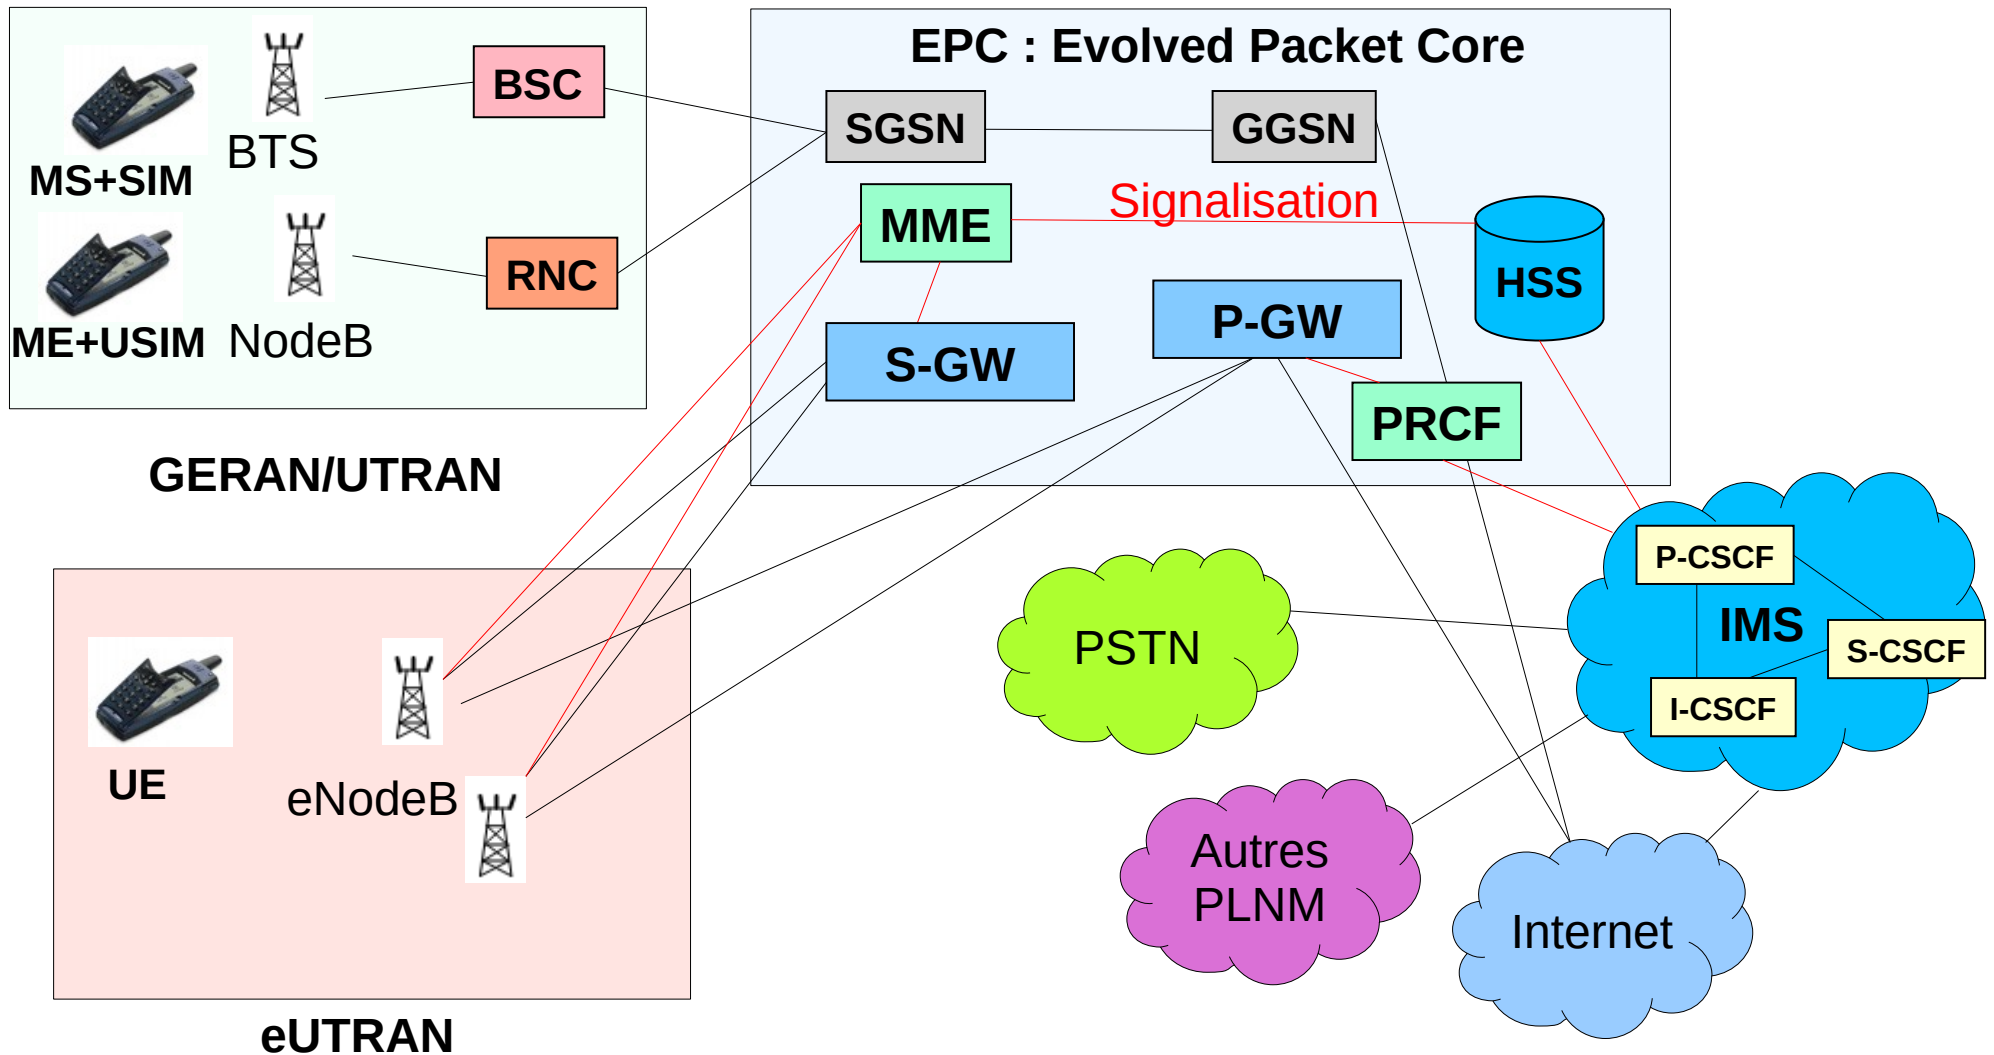 EPC : Evolved Packet Core
BSC
SGSN
GGSN
BTS
MS+SIM
Signalisation
MME
HSS
RNC
P-GW
ME+USIM
NodeB
S-GW
PRCF
GERAN/UTRAN
P-CSCF
IMS
S-CSCF
I-CSCF
PSTN
UE
eNodeB
Autres
PLNM
Internet
eUTRAN